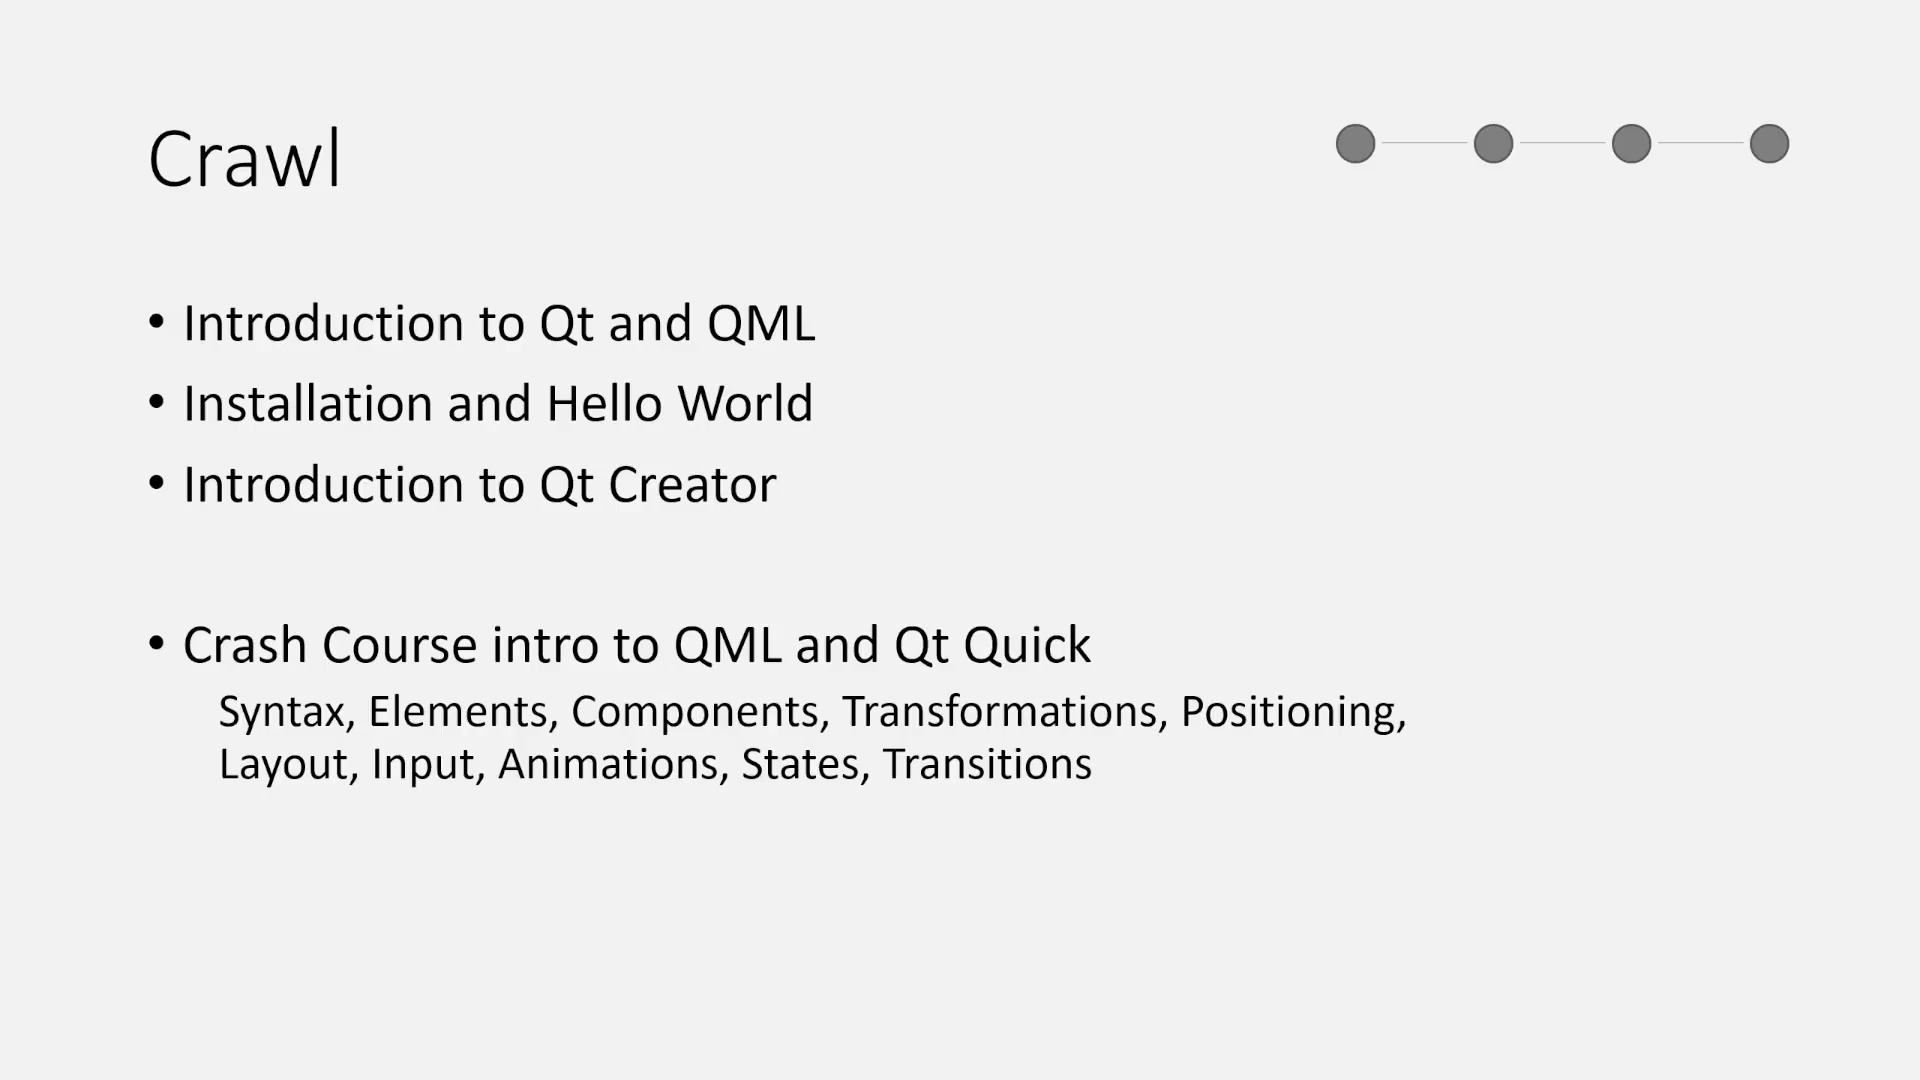 Crawl
• Introduction to Qt and QML
• Installation and Hello World
• Introduction to Qt Creator
• Crash Course intro to QML and Qt Quick
Syntax, Elements, Components, Transformations, Positioning,
Layout, Input, Animations, States, Transitions